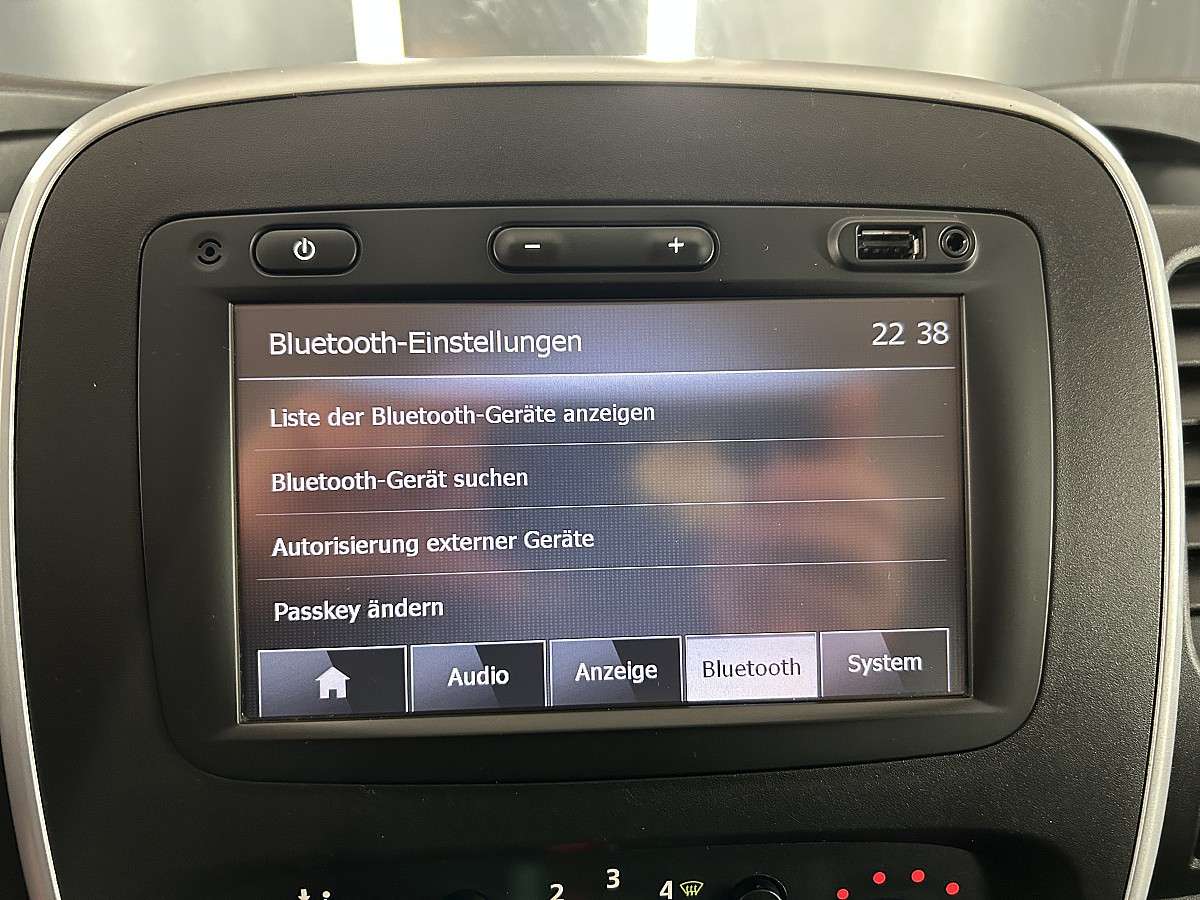 − +
Bluetooth-Einstellungen 22 38
Liste der Bluetooth-Geräte anzeigen
Bluetooth-Gerät suchen
Autorisierung externer Geräte
Passkey ändern
Audio Anzeige Bluetooth System
2 3 4